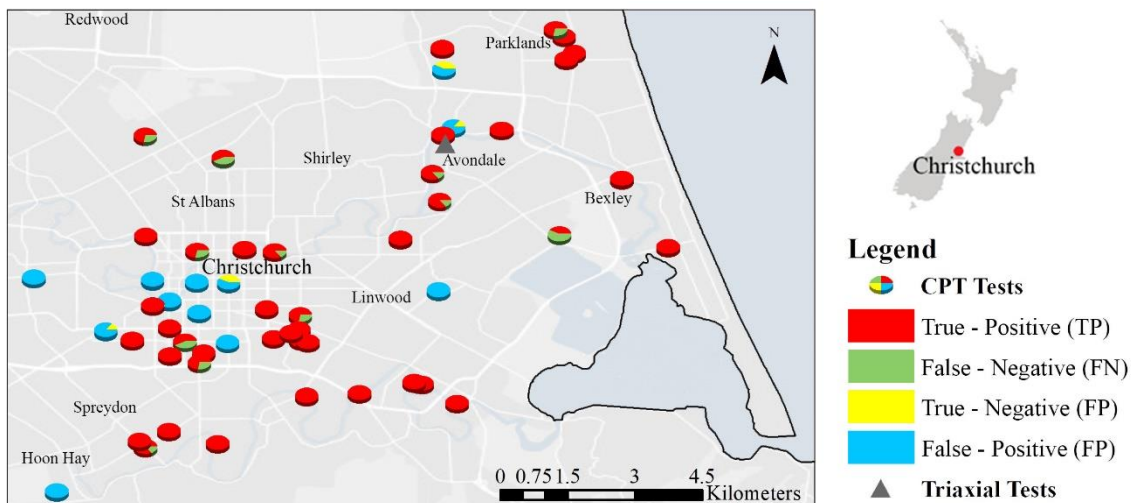 Redwood
Parklands
N
Shirley
Avondale
St Albans
Bexley
Christchurch
Linwood
Spreydon
Hoon Hay
0 0.75 1.5 3 4.5
Kilometers
Christchurch
Legend
CPT Tests
True - Positive (TP)
False - Negative (FN)
True - Negative (FP)
False - Positive (FP)
Triaxial Tests